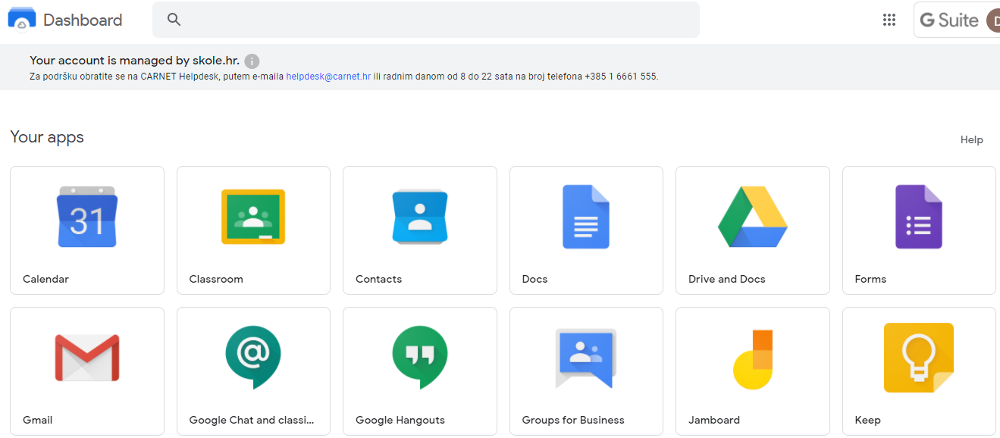 Dashboard
G Suite
D
Your account is managed by skole.hr.
Za podršku obratite se na CARNET Helpdesk, putem e-maila helpdesk@carnet.hr ili radnim danom od 8 do 22 sata na broj telefona +385 1 6661 555.
Your apps
Help
31
Calendar
Classroom
Contacts
Docs
Drive and Docs
Forms
@
Gmail
Google Chat and classi...
Google Hangouts
Groups for Business
Jamboard
Keep